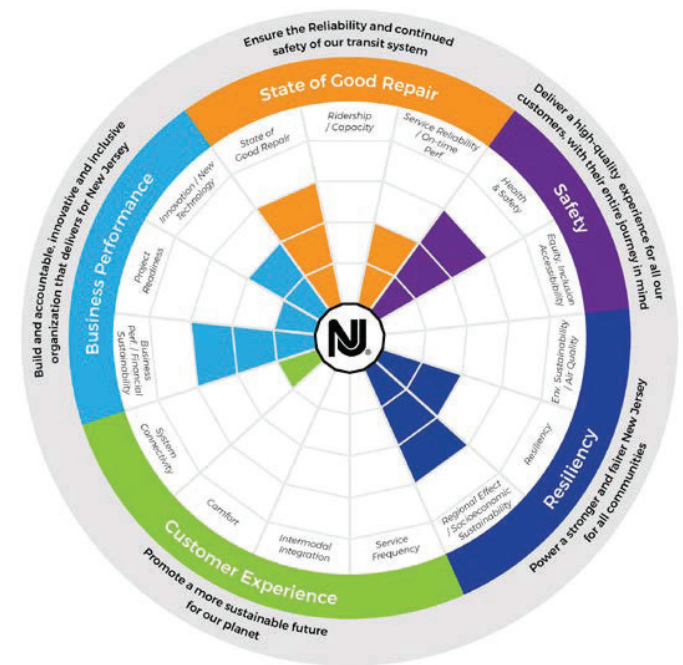 Ensure the Reliability and continued
safety of our transit system
State of Good Repair
Deliver a high-quality experience for all our
customers, with their entire journey in mind
Safety
Power a stronger and fairer New Jersey
for all communities
Resiliency
Promote a more sustainable future
for our planet
Customer Experience
Build and accountable, innovative and inclusive
organization that delivers for New Jersey
Business Performance
State of
Good Repair
Ridership
/ Capacity
Service Reliability
/ On-time
Perf.
Health
& Safety
Equity, Inclusion
Accessibility
Env. Sustainability
/ Air Quality
Resiliency
Regional Effect
/ Socioeconomic
Sustainability
Service
Frequency
Intermodal
Integration
Comfort
System
Connectivity
Business
Perf. / Financial
Sustainability
Project
Readiness
Innovation / New
Technology
NJ